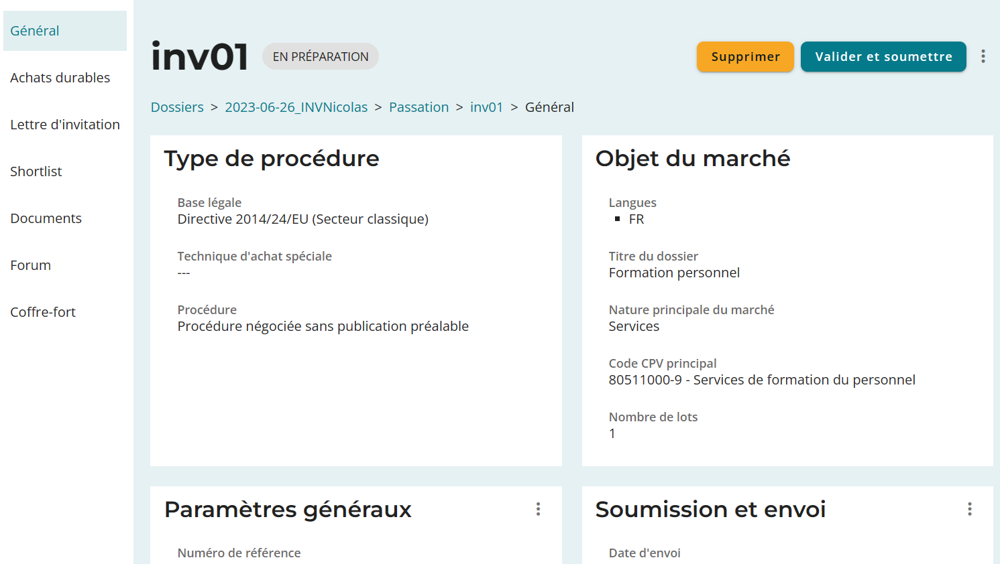 Général
Achats durables
Lettre d'invitation
Shortlist
Documents
Forum
Coffre-fort
inv01
EN PRÉPARATION
Supprimer
Valider et soumettre
Dossiers > 2023-06-26_INVNicolas > Passation > inv01 > Général
Type de procédure
Base légale
Directive 2014/24/EU (Secteur classique)
Technique d'achat spéciale
---
Procédure
Procédure négociée sans publication préalable
Objet du marché
Langues
FR
Titre du dossier
Formation personnel
Nature principale du marché
Services
Code CPV principal
80511000-9 - Services de formation du personnel
Nombre de lots
1
Paramètres généraux
Numéro de référence
Soumission et envoi
Date d'envoi